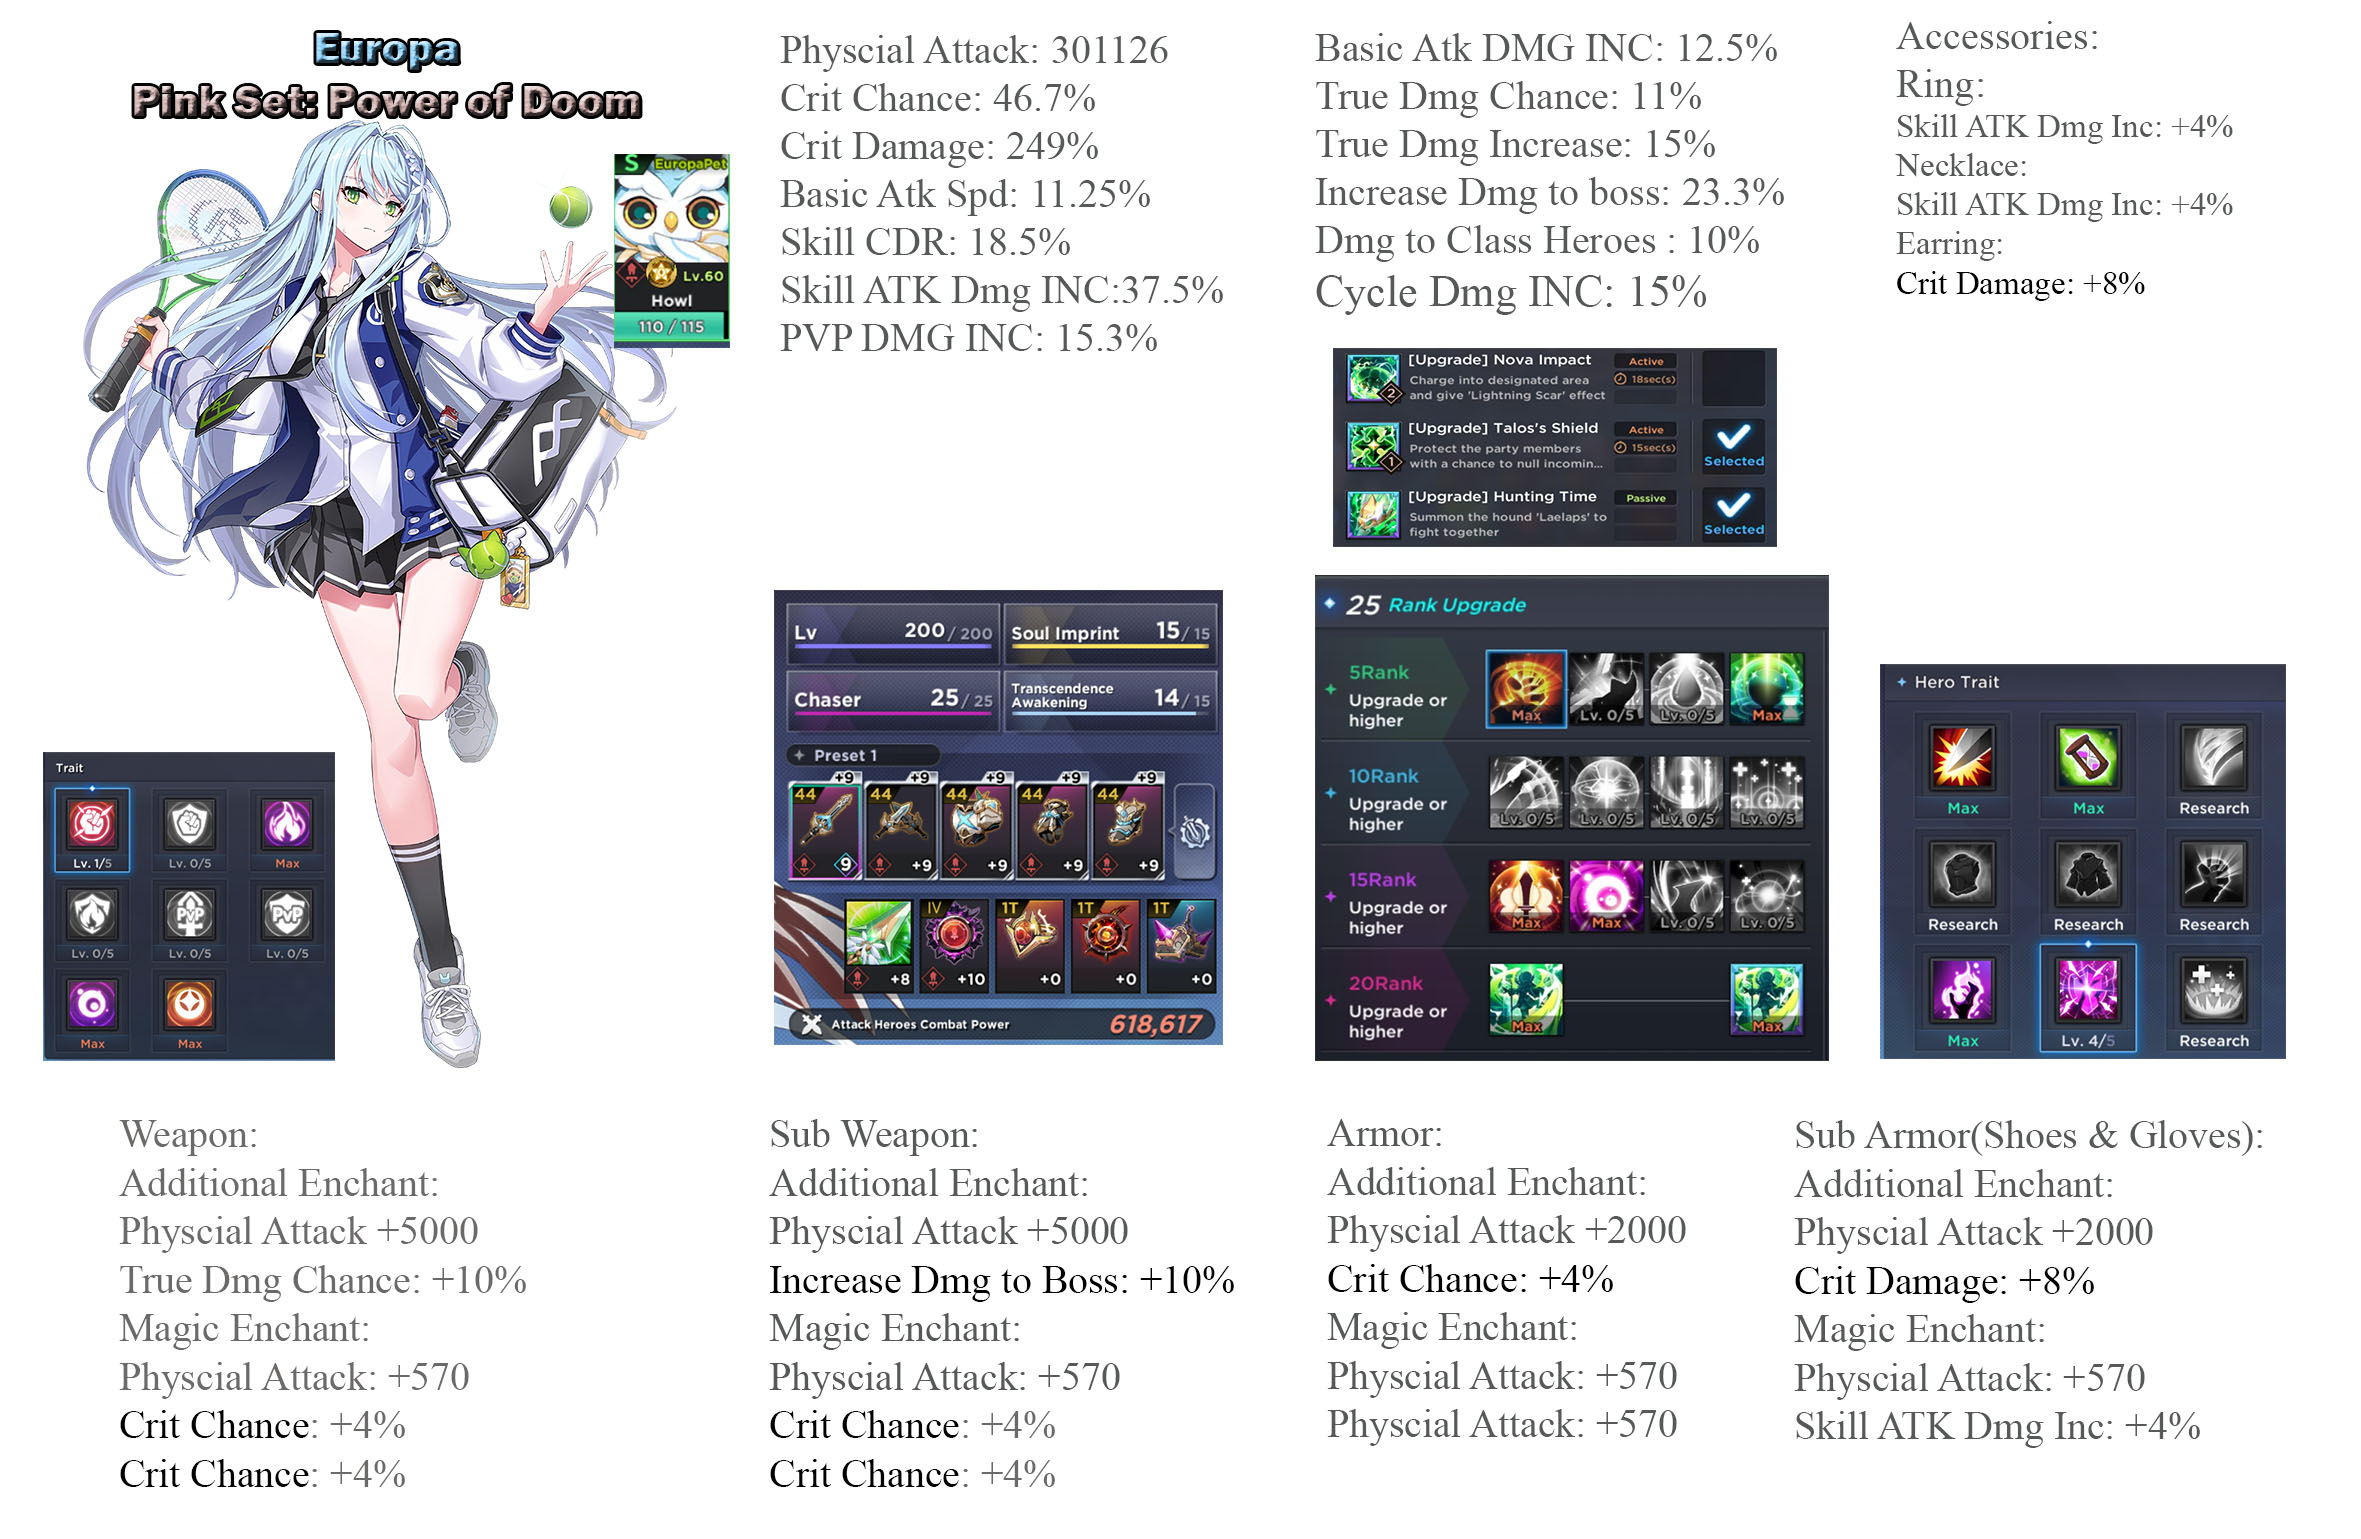 Europa
Pink Set: Power of Doom
S EuropaPet
Lv.60
Howl
110 / 115
Physcial Attack: 301126
Crit Chance: 46.7%
Crit Damage: 249%
Basic Atk Spd: 11.25%
Skill CDR: 18.5%
Skill ATK Dmg INC:37.5%
PVP DMG INC: 15.3%
Basic Atk DMG INC: 12.5%
True Dmg Chance: 11%
True Dmg Increase: 15%
Increase Dmg to boss: 23.3%
Dmg to Class Heroes : 10%
Cycle Dmg INC: 15%
Accessories:
Ring:
Skill ATK Dmg Inc: +4%
Necklace:
Skill ATK Dmg Inc: +4%
Earring:
Crit Damage: +8%
[Upgrade] Nova Impact
Active
Charge into designated area
18sec(s)
and give 'Lightning Scar' effect
2
[Upgrade] Talos's Shield
Active
Protect the party members
15sec(s)
with a chance to null incomin...
1
Selected
[Upgrade] Hunting Time
Passive
Summon the hound 'Laelaps' to
fight together
Selected
Trait
Lv. 1/5
Lv. 0/5
Max
Lv. 0/5
PVP
Lv. 0/5
PVP
Lv. 0/5
Max
Max
Lv 200/ 200
Soul Imprint 15/ 15
Chaser 25/ 25
Transcendence
Awakening 14/ 15
Preset 1
+9 +9 +9 +9 +9
44 44 44 44 44
9 +9 +9 +9 +9
IV 1T 1T 1T
+8 +10 +0 +0 +0
Attack Heroes Combat Power 618,617
25 Rank Upgrade
5Rank
Upgrade or
higher
Max Lv. 0/5 Lv. 0/5 Max
10Rank
Upgrade or
higher
Lv. 0/5 Lv. 0/5 Lv. 0/5 Lv. 0/5
15Rank
Upgrade or
higher
Max Max Lv. 0/5 Lv. 0/5
20Rank
Upgrade or
higher
Max Max
Hero Trait
Max Max Research
Research Research Research
Max Lv. 4/5 Research
Weapon:
Additional Enchant:
Physcial Attack +5000
True Dmg Chance: +10%
Magic Enchant:
Physcial Attack: +570
Crit Chance: +4%
Crit Chance: +4%
Sub Weapon:
Additional Enchant:
Physcial Attack +5000
Increase Dmg to Boss: +10%
Magic Enchant:
Physcial Attack: +570
Crit Chance: +4%
Crit Chance: +4%
Armor:
Additional Enchant:
Physcial Attack +2000
Crit Chance: +4%
Magic Enchant:
Physcial Attack: +570
Physcial Attack: +570
Sub Armor(Shoes & Gloves):
Additional Enchant:
Physcial Attack +2000
Crit Damage: +8%
Magic Enchant:
Physcial Attack: +570
Skill ATK Dmg Inc: +4%